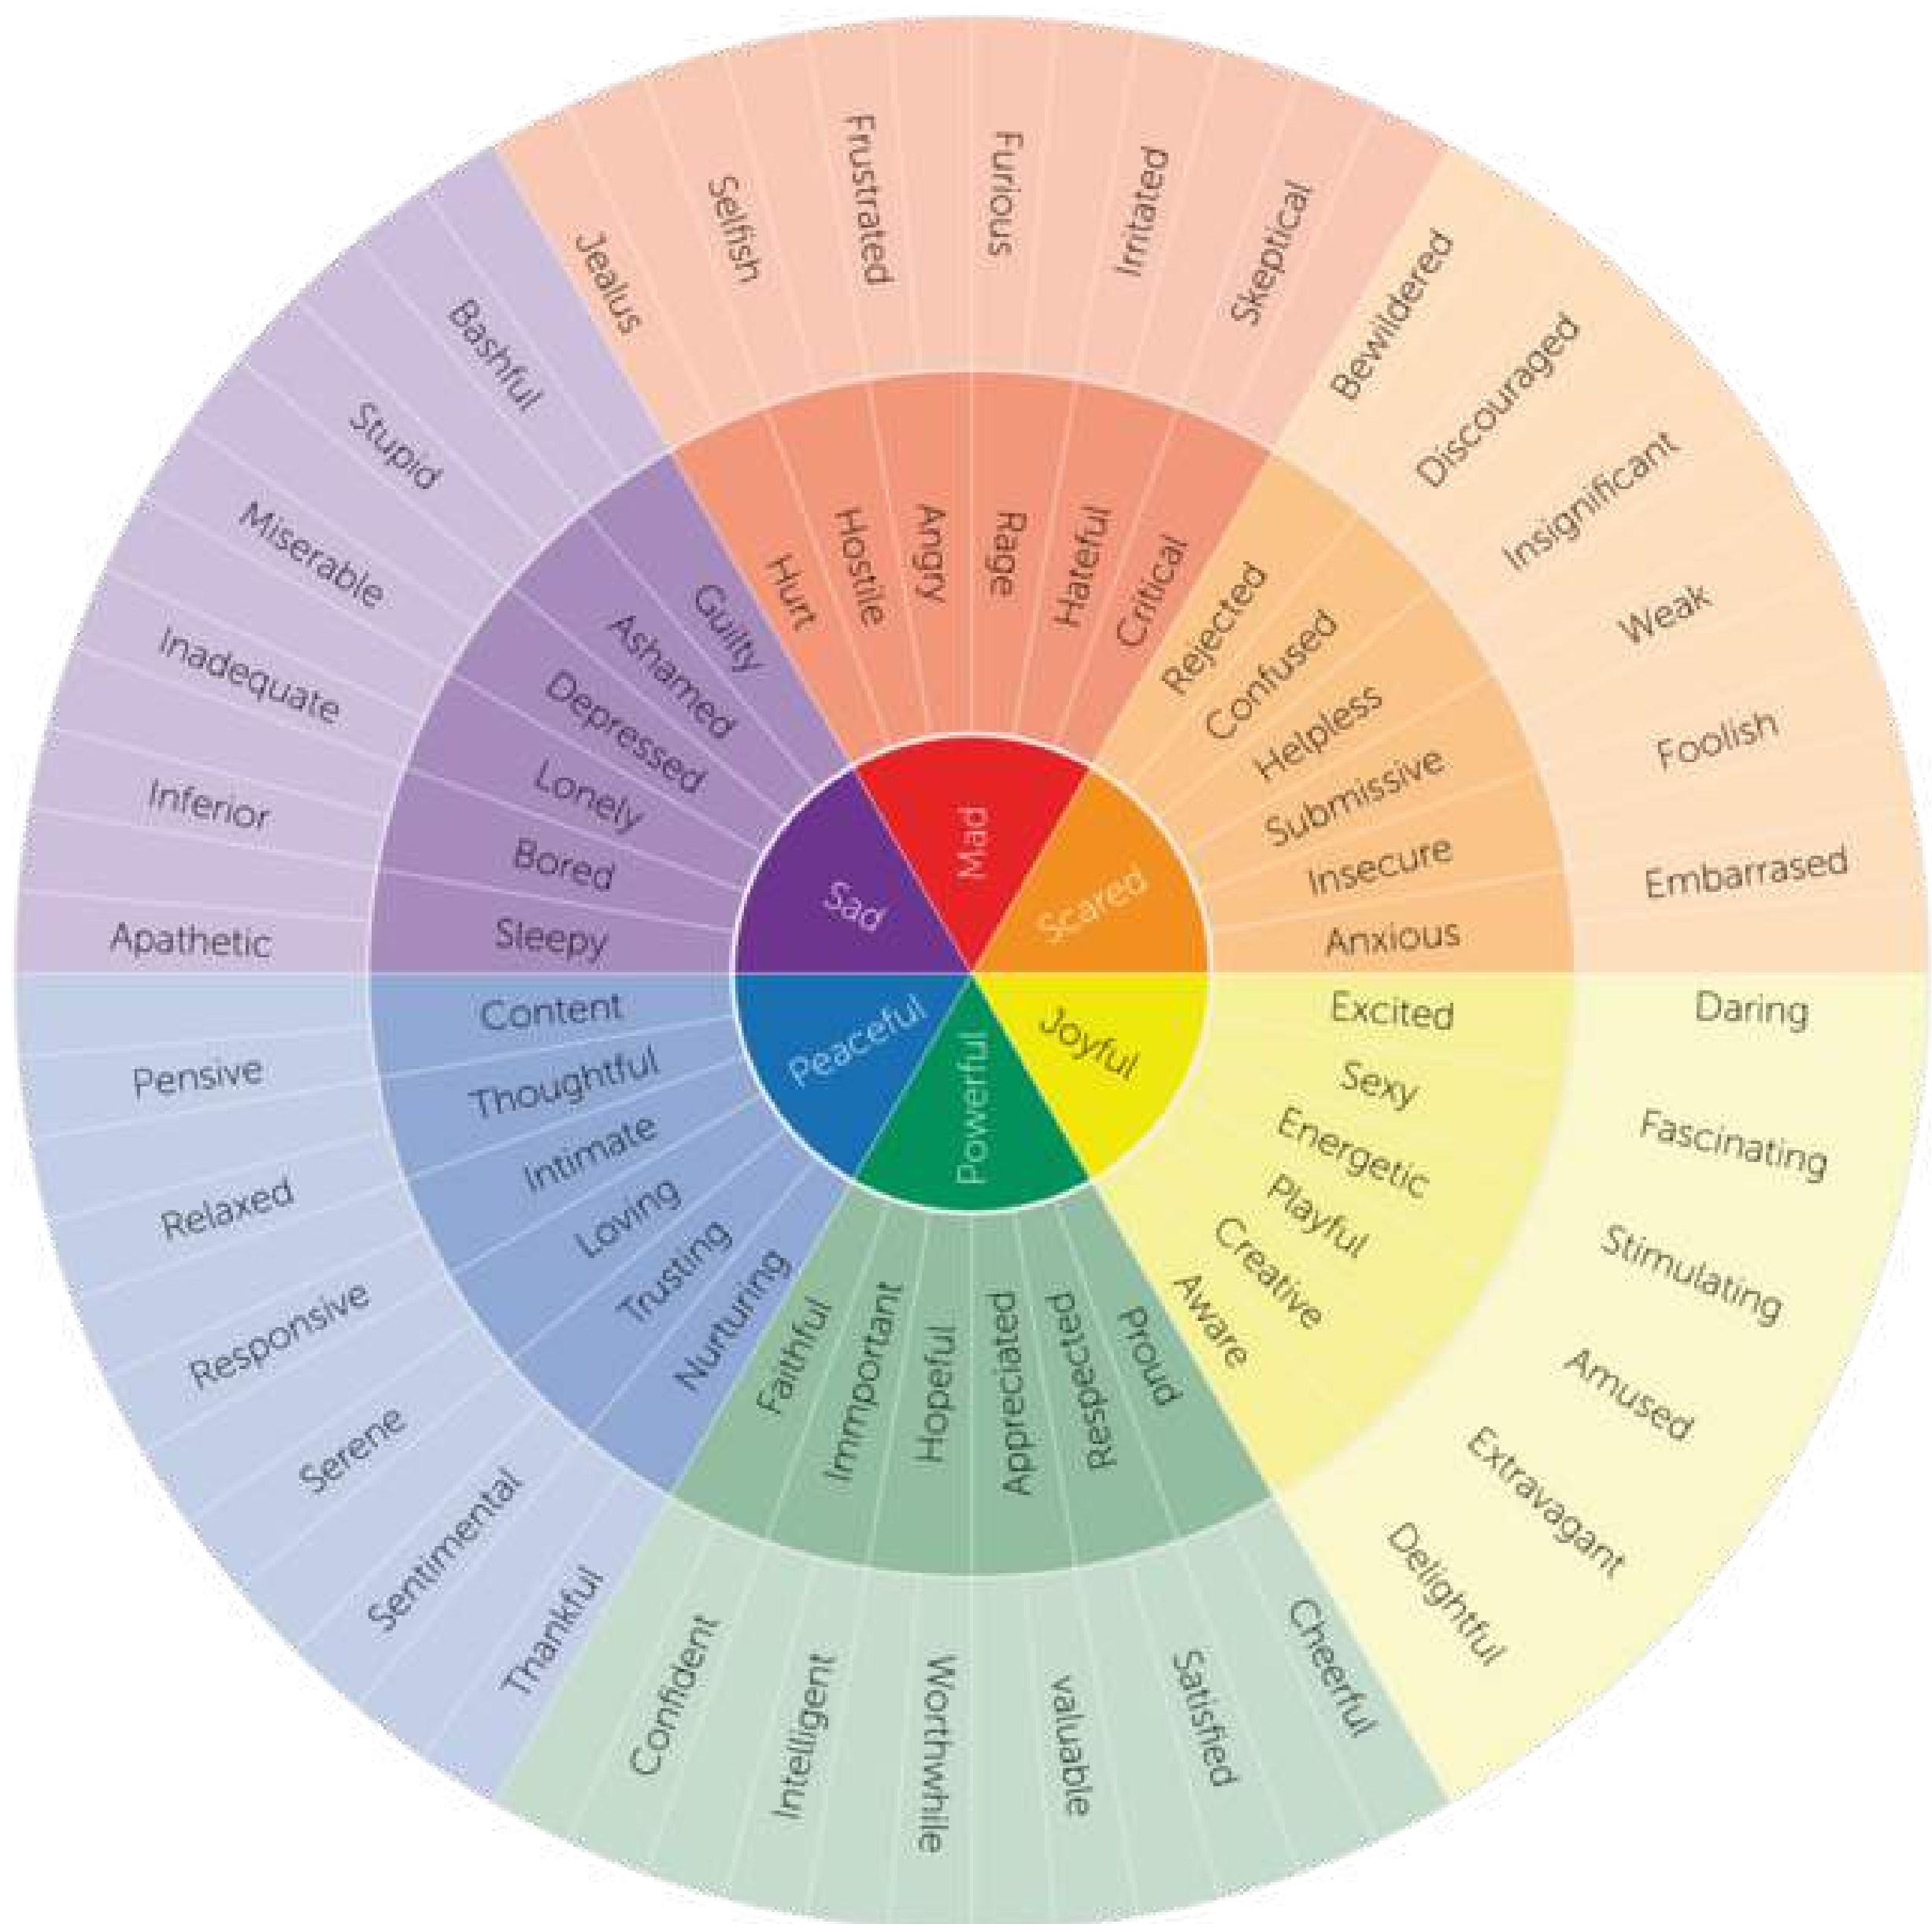 Mad
Scared
Joyful
Powerful
Peaceful
Sad
Hurt
Hostile
Angry
Rage
Hateful
Critical
Rejected
Confused
Helpless
Submissive
Insecure
Anxious
Excited
Sexy
Energetic
Playful
Creative
Aware
Proud
Respected
Appreciated
Hopeful
Immportant
Faithful
Nurturing
Trusting
Loving
Intimate
Thoughtful
Content
Sleepy
Bored
Lonely
Depressed
Ashamed
Guilty
Jealus
Selfish
Frustrated
Furious
Irritated
Skeptical
Bewildered
Discouraged
Insignificant
Weak
Foolish
Embarrased
Daring
Fascinating
Stimulating
Amused
Extravagant
Delightful
Cheerful
Satisfied
valuable
Worthwhile
Intelligent
Confident
Thankful
Sentimental
Serene
Responsive
Relaxed
Pensive
Apathetic
Inferior
Inadequate
Miserable
Stupid
Bashful